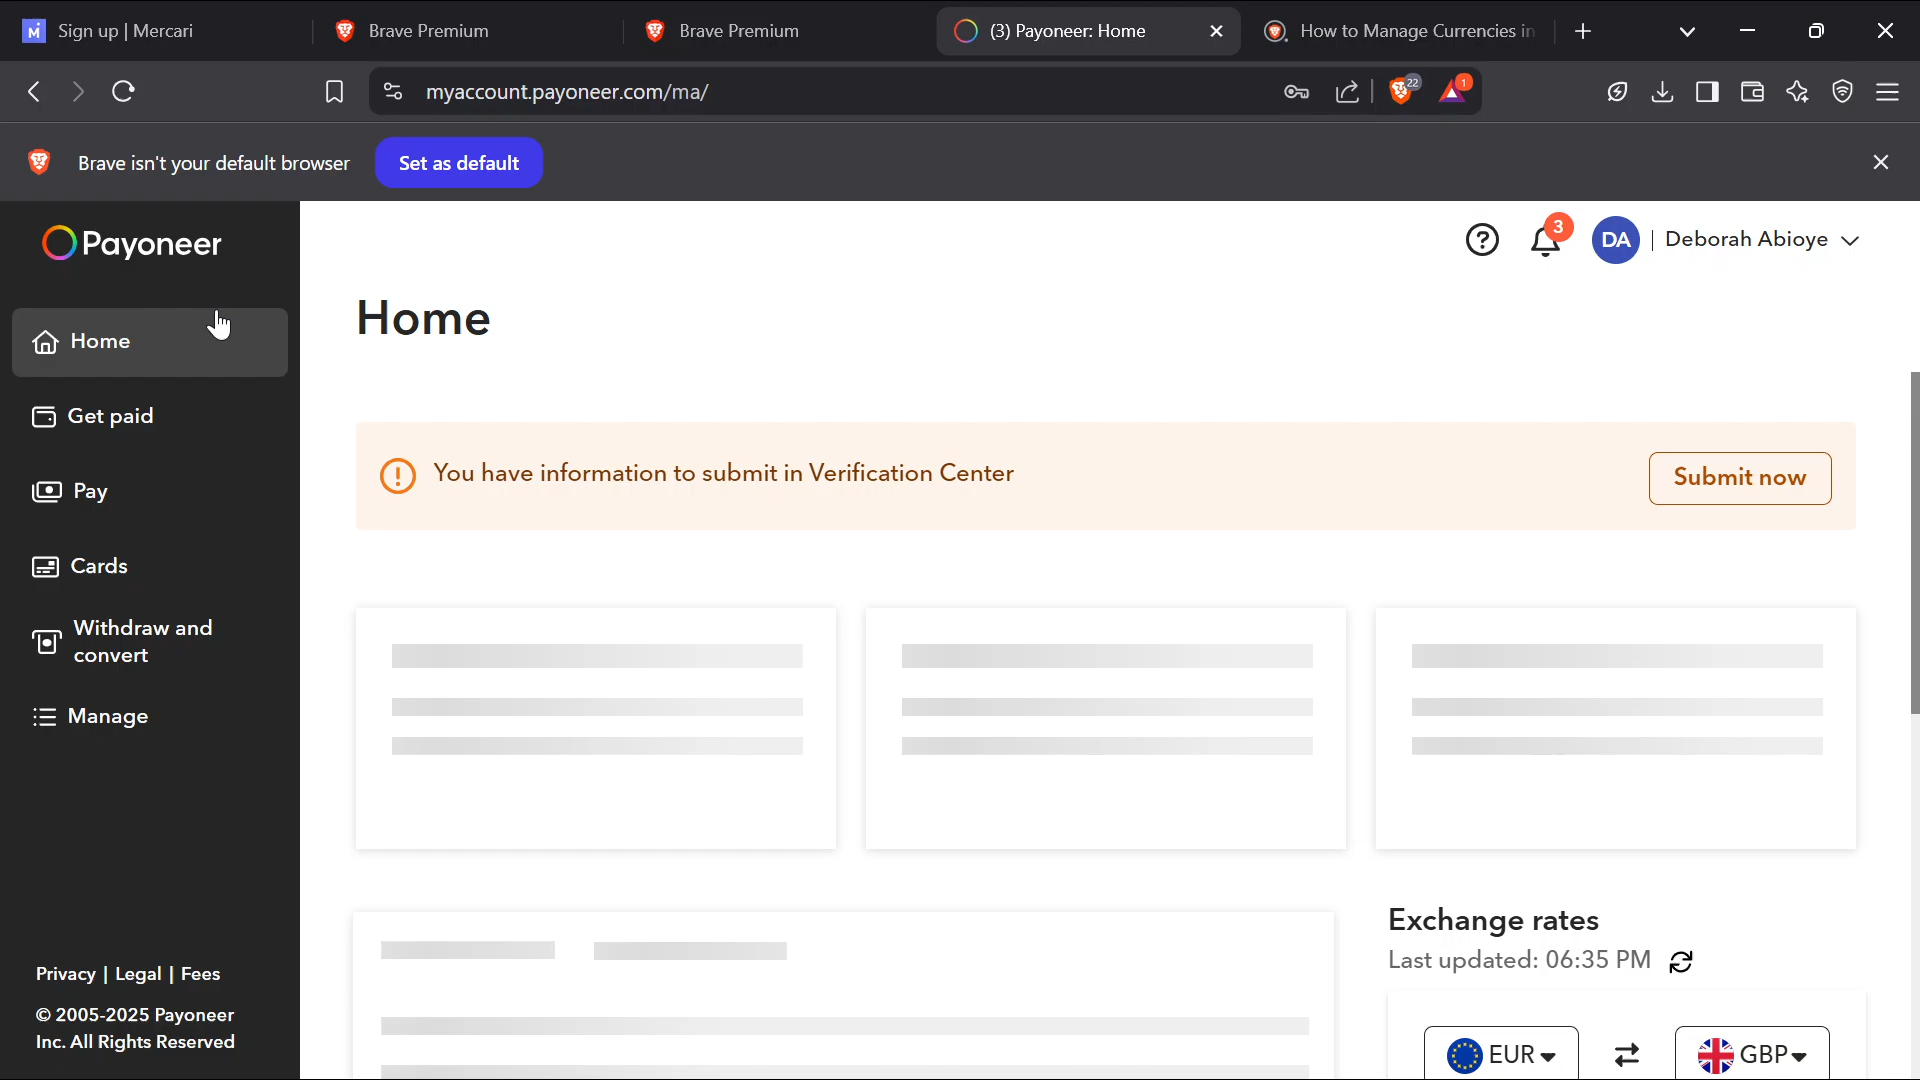 Sign up | Mercari
Brave Premium
Brave Premium
(3) Payoneer: Home
How to Manage Currencies in
myaccount.payoneer.com/ma/
22
1
Brave isn't your default browser
Set as default
Payoneer
3
DA
Deborah Abioye
Home
Home
Get paid
Pay
Cards
Withdraw and
convert
Manage
You have information to submit in Verification Center
Submit now
Exchange rates
Last updated: 06:35 PM
EUR
GBP
Privacy | Legal | Fees
© 2005-2025 Payoneer
Inc. All Rights Reserved